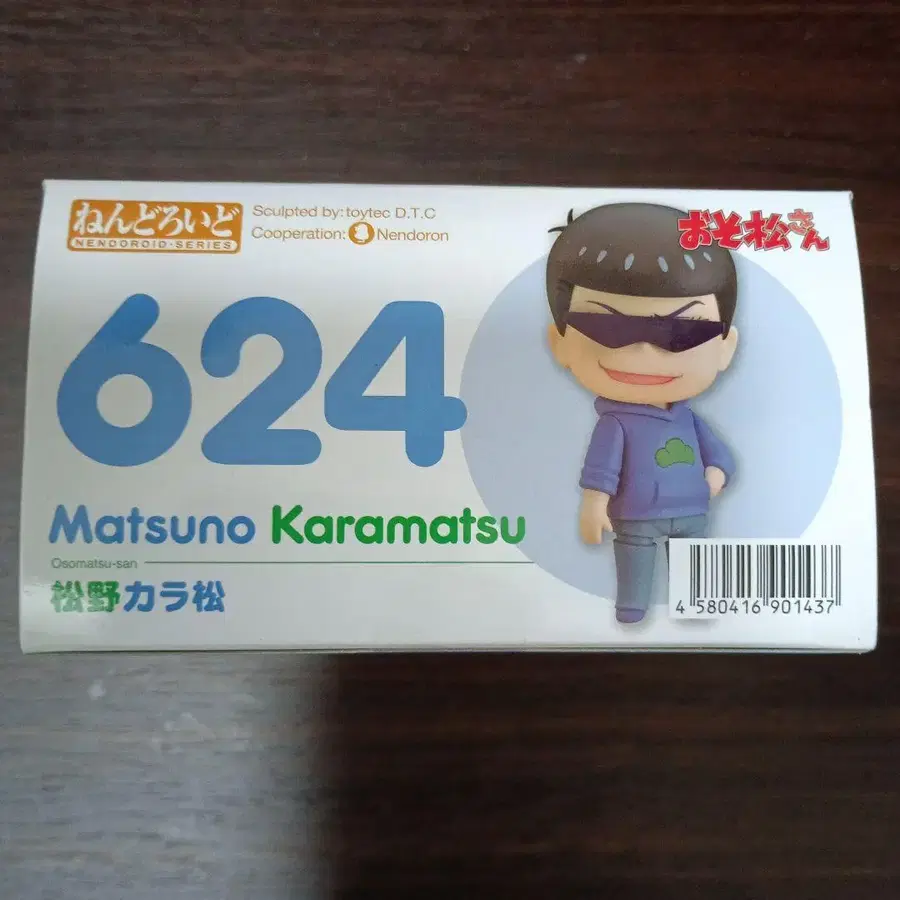 ねんどろいど
NENDOROID·SERIES
Sculpted by: toytec D.T.C
Cooperation: Nendoron
おそ松さん
624
Matsuno Karamatsu
Osomatsu-san
松野カラ松
4 580416 901437